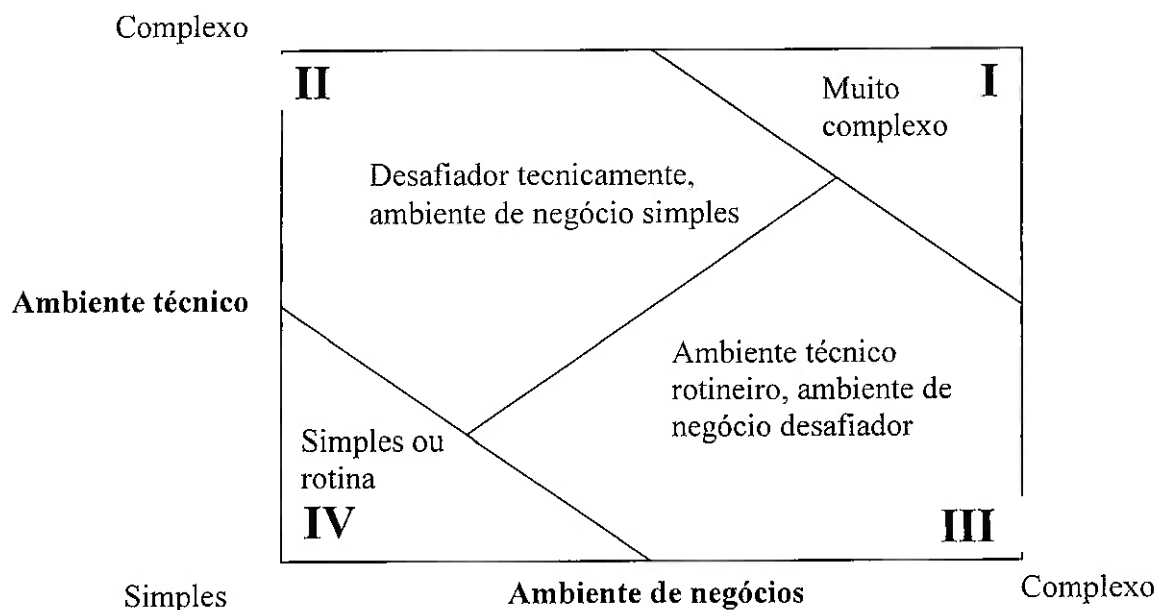 Complexo
II
Muito
complexo
I
Desafiador tecnicamente,
ambiente de negócio simples
Ambiente técnico
Ambiente técnico
rotineiro, ambiente de
negócio desafiador
Simples ou
rotina
IV
III
Simples
Ambiente de negócios
Complexo